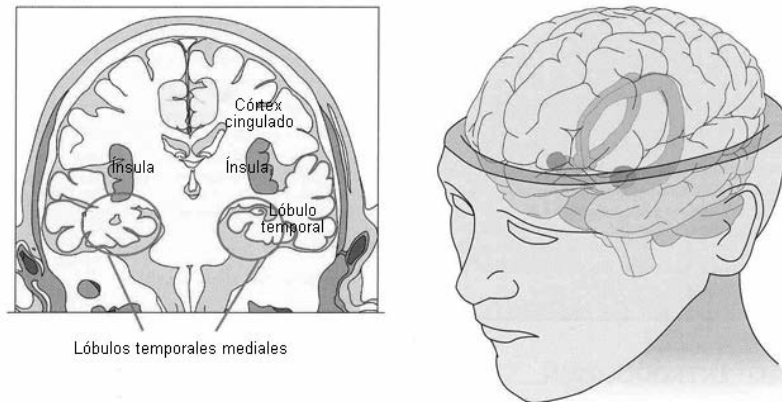 Córtex
cingulado
Ínsula
Ínsula
Lóbulo
temporal
Lóbulos temporales mediales